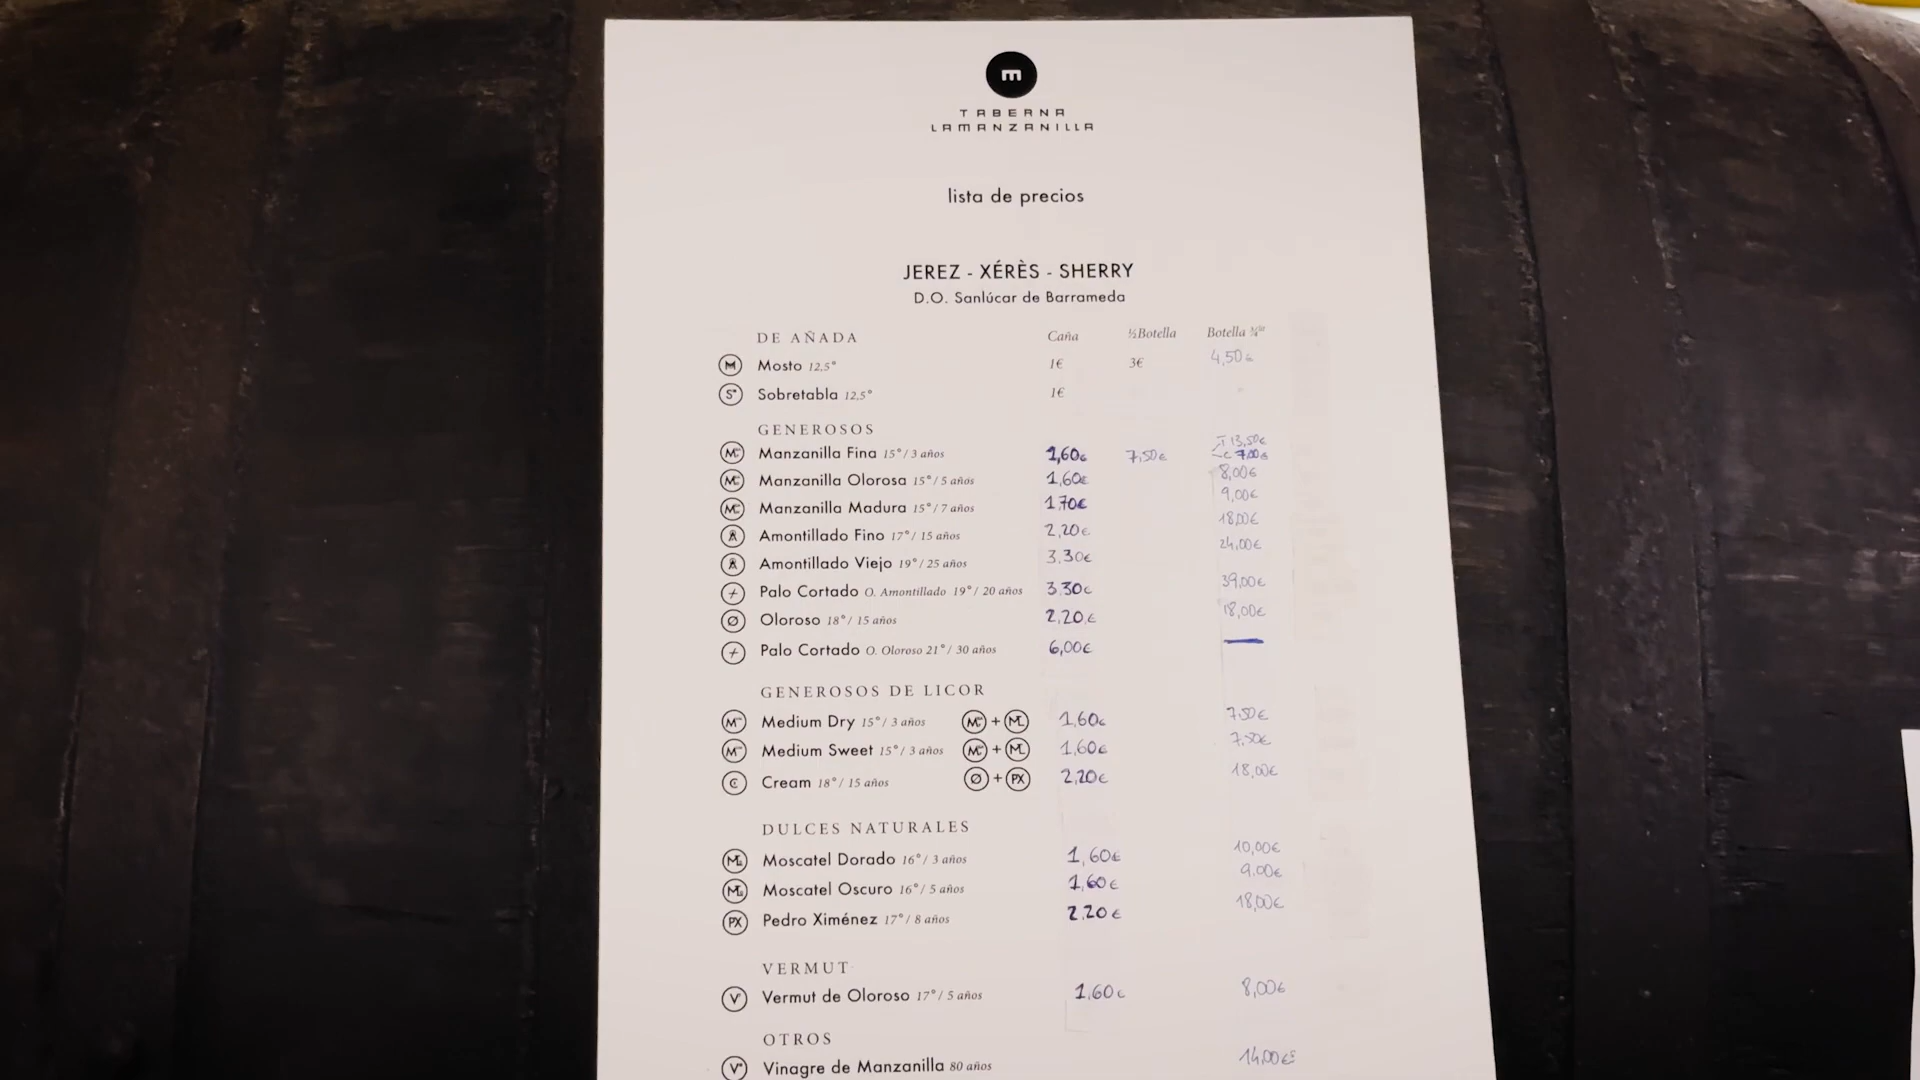 m
TABERNA
LAMANZANILLA
lista de precios
JEREZ - XÉRÈS - SHERRY
D.O. Sanlúcar de Barrameda
DE AÑADA Caña ½Botella Botella ¾
M Mosto 12,5° 1€ 3€ 4,50€
S Sobretabla 12,5° 1€
GENEROSOS
Manzanilla Fina 15°/ 3 años 1,60€ 7,50€ 13,50€ 7,00€
Manzanilla Olorosa 15°/ 5 años 1,60€ 8,00€
Manzanilla Madura 15°/ 7 años 1,70€ 9,00€
Amontillado Fino 17°/ 15 años 2,20€ 18,00€
Amontillado Viejo 19°/ 25 años 3,30€ 24,00€
Palo Cortado O. Amontillado 19°/ 20 años 3,30€ 39,00€
Ø Oloroso 18°/ 15 años 2,20€ 18,00€
Palo Cortado O. Oloroso 21°/ 30 años 6,00€ —
GENEROSOS DE LICOR
Medium Dry 15°/ 3 años + 1,60€ 7,50€
Medium Sweet 15°/ 3 años + 1,60€ 7,50€
C Cream 18°/ 15 años Ø + PX 2,20€ 18,00€
DULCES NATURALES
Moscatel Dorado 16°/ 3 años 1,60€ 10,00€
Moscatel Oscuro 16°/ 5 años 1,60€ 9,00€
PX Pedro Ximénez 17°/ 8 años 2,20€ 18,00€
VERMUT
V Vermut de Oloroso 17°/ 5 años 1,60€ 8,00€
OTROS
V Vinagre de Manzanilla 80 años 14,00€